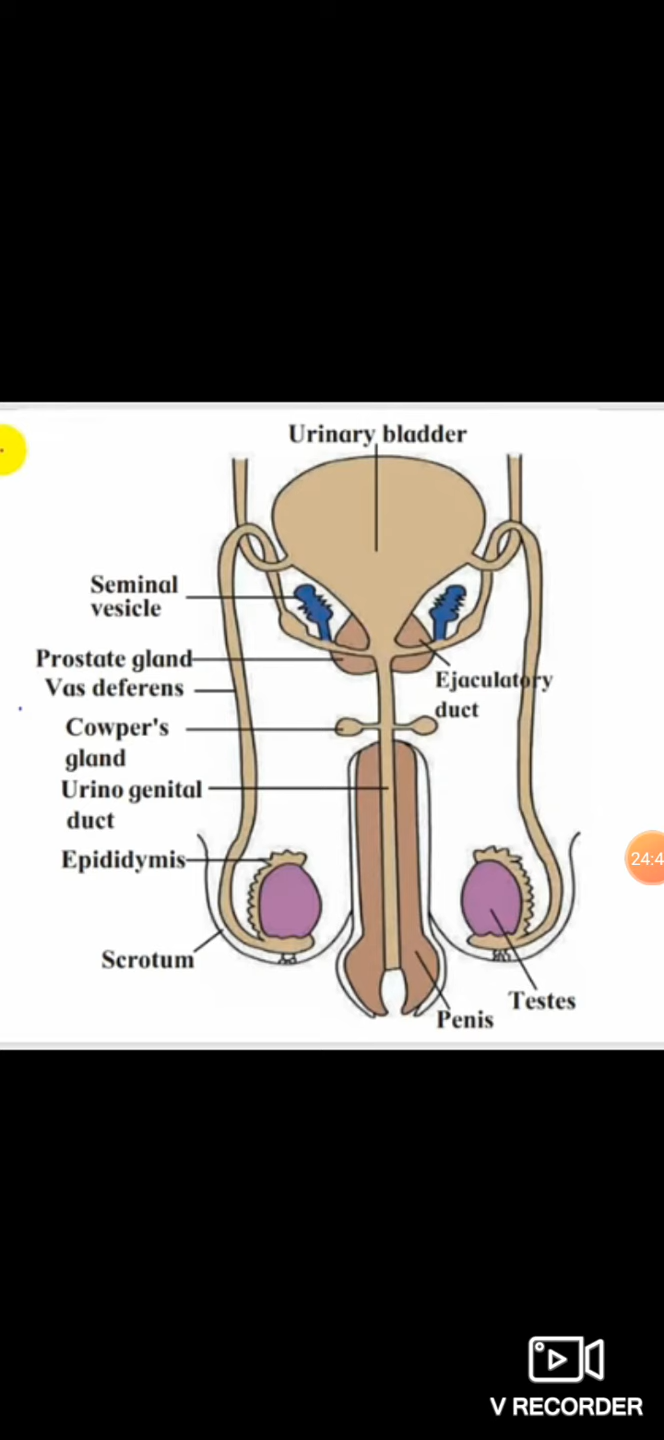 Urinary bladder
Seminal
vesicle
Prostate gland
Vas deferens
Ejaculatory
duct
Cowper's
gland
Urino genital
duct
Epididymis
24:4
Scrotum
Testes
Penis
V RECORDER